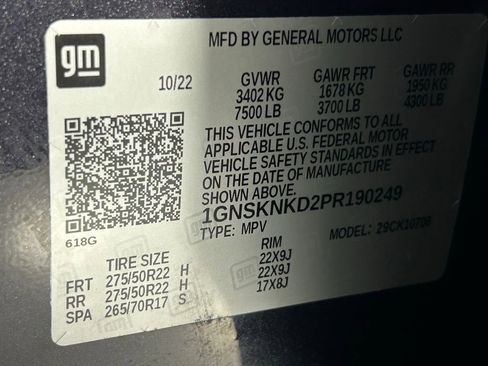 gm
MFD BY GENERAL MOTORS LLC
10/22
GVWR GAWR FRT GAWR RR
3402 KG 1678 KG 1950 KG
7500 LB 3700 LB 4300 LB
THIS VEHICLE CONFORMS TO ALL
APPLICABLE U.S. FEDERAL MOTOR
VEHICLE SAFETY STANDARDS IN EFFECT
ON THE DATE OF MANUFACTURE
1GNSKNKD2PR190249
TYPE: MPV MODEL: 29CK10706
618G
TIRE SIZE RIM
FRT 275/50R22 H 22X9J
RR 275/50R22 H 22X9J
SPA 265/70R17 S 17X8J